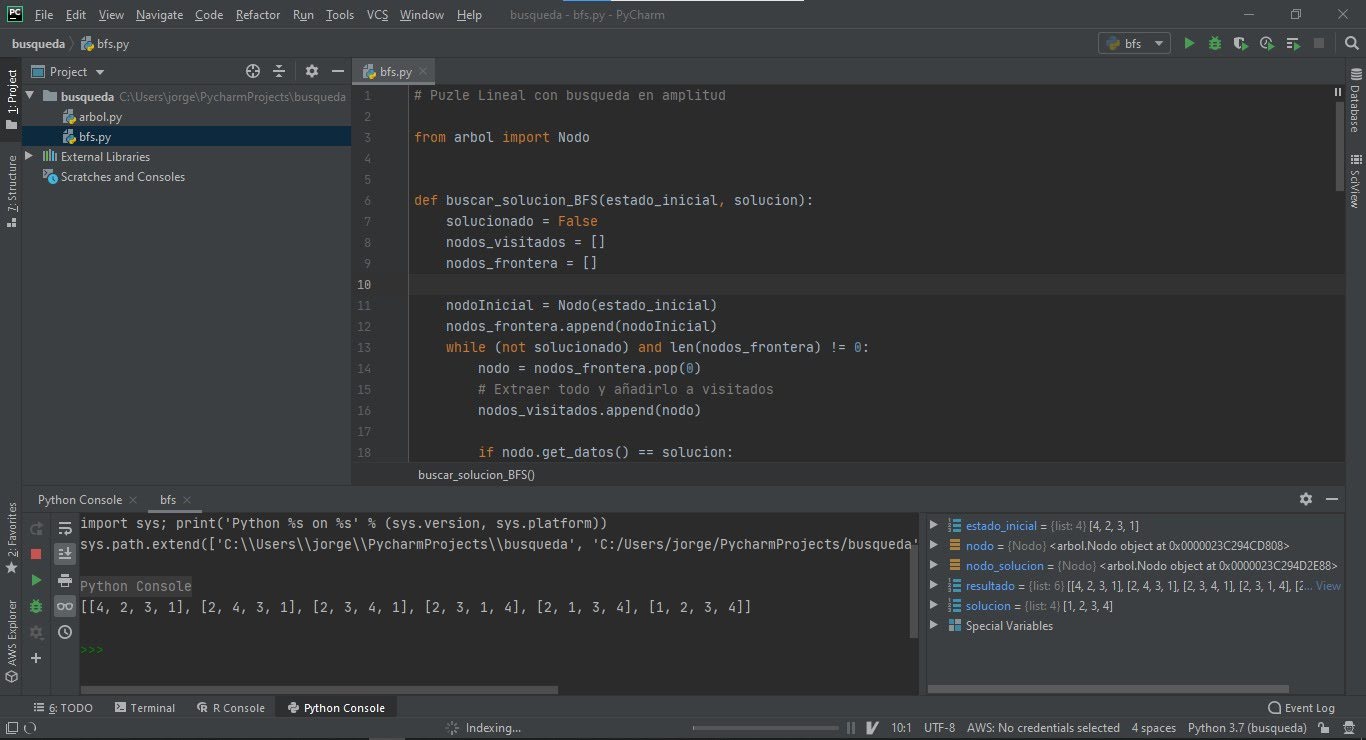 PC File Edit View Navigate Code Refactor Run Tools VCS Window Help busqueda - bfs.py - PyCharm
busqueda bfs.py bfs
1: Project
7: Structure
2: Favorites
AWS Explorer
Project
busqueda C:\Users\jorge\PycharmProjects\busqueda
arbol.py
bfs.py
External Libraries
Scratches and Consoles
bfs.py
1 # Puzle Lineal con busqueda en amplitud
2
3 from arbol import Nodo
4
5
6 def buscar_solucion_BFS(estado_inicial, solucion):
7     solucionado = False
8     nodos_visitados = []
9     nodos_frontera = []
10
11     nodoInicial = Nodo(estado_inicial)
12     nodos_frontera.append(nodoInicial)
13     while (not solucionado) and len(nodos_frontera) != 0:
14         nodo = nodos_frontera.pop(0)
15         # Extraer todo y añadirlo a visitados
16         nodos_visitados.append(nodo)
17
18         if nodo.get_datos() == solucion:
buscar_solucion_BFS()
Database
SciView
Python Console bfs
import sys; print('Python %s on %s' % (sys.version, sys.platform))
sys.path.extend(['C:\\Users\\jorge\\PycharmProjects\\busqueda', 'C:/Users/jorge/PycharmProjects/busqueda'
Python Console
[[4, 2, 3, 1], [2, 4, 3, 1], [2, 3, 4, 1], [2, 3, 1, 4], [2, 1, 3, 4], [1, 2, 3, 4]]
>>>
estado_inicial = {list: 4} [4, 2, 3, 1]
nodo = {Nodo} <arbol.Nodo object at 0x0000023C294CD808>
nodo_solucion = {Nodo} <arbol.Nodo object at 0x0000023C294D2E88>
resultado = {list: 6} [[4, 2, 3, 1], [2, 4, 3, 1], [2, 3, 4, 1], [2, 3, 1, 4], [2... View
solucion = {list: 4} [1, 2, 3, 4]
Special Variables
6: TODO Terminal R Console Python Console Event Log
Indexing... 10:1 UTF-8 AWS: No credentials selected 4 spaces Python 3.7 (busqueda)